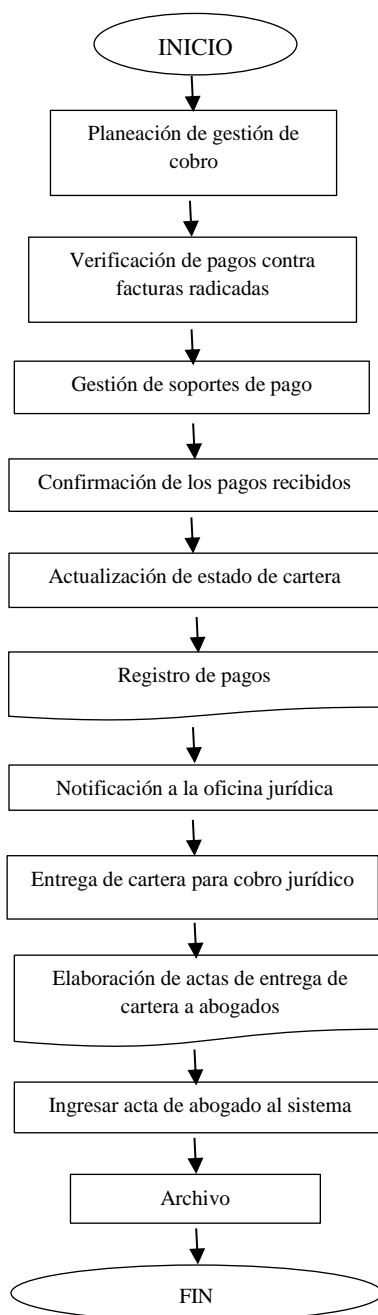 INICIO
Planeación de gestión de
cobro
Verificación de pagos contra
facturas radicadas
Gestión de soportes de pago
Confirmación de los pagos recibidos
Actualización de estado de cartera
Registro de pagos
Notificación a la oficina jurídica
Entrega de cartera para cobro jurídico
Elaboración de actas de entrega de
cartera a abogados
Ingresar acta de abogado al sistema
Archivo
FIN